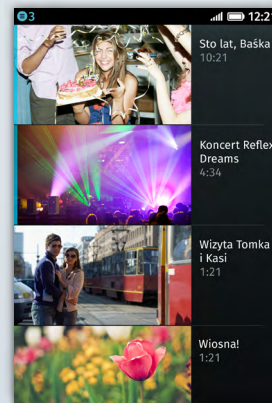 3
12:2
Sto lat, Baśka
10:21
Koncert Reflex
Dreams
4:34
Wizyta Tomka
i Kasi
1:21
Wiosna!
1:21